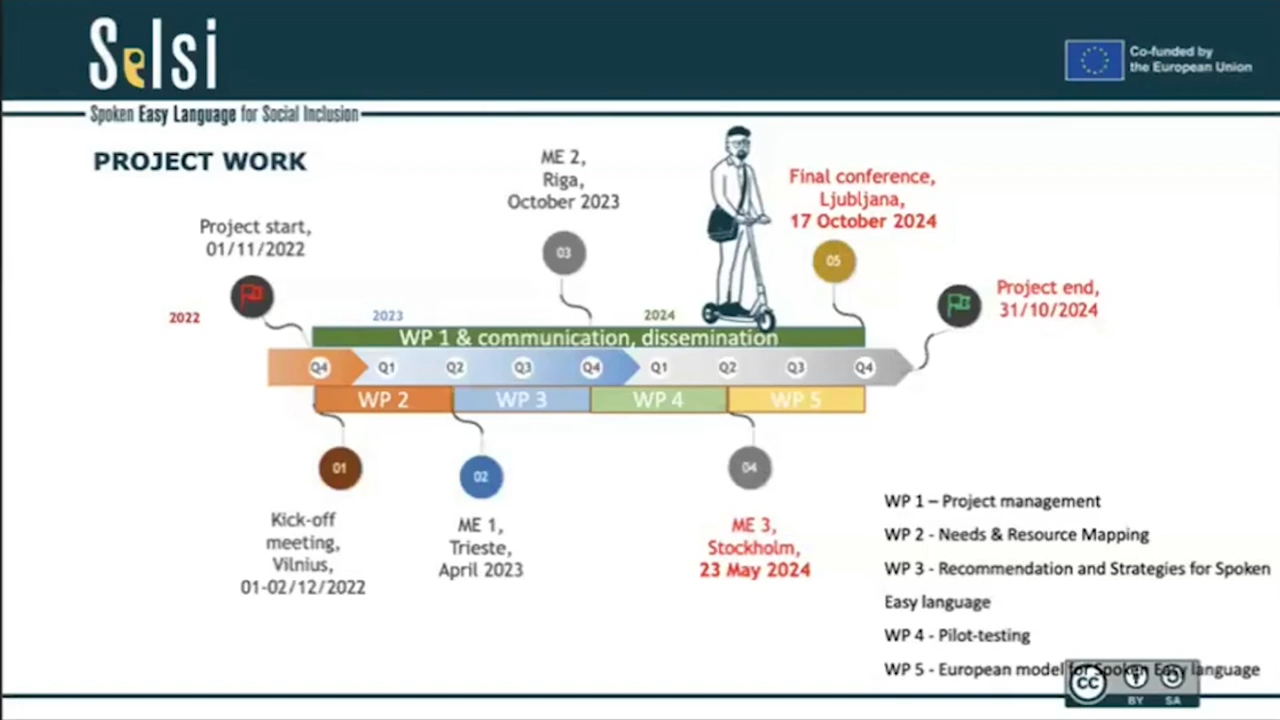 Selsi
Co-funded by
the European Union
Spoken Easy Language for Social Inclusion
PROJECT WORK
ME 2,
Riga,
October 2023
Final conference,
Ljubljana,
17 October 2024
Project start,
01/11/2022
03
05
Project end,
31/10/2024
2022
2023
2024
WP 1 & communication, dissemination
Q4 Q1 Q2 Q3 Q4 Q1 Q2 Q3 Q4
WP 2 WP 3 WP 4 WP 5
01
02
04
Kick-off
meeting,
Vilnius,
01-02/12/2022
ME 1,
Trieste,
April 2023
ME 3,
Stockholm,
23 May 2024
WP 1 – Project management
WP 2 - Needs & Resource Mapping
WP 3 - Recommendation and Strategies for Spoken
Easy language
WP 4 - Pilot-testing
WP 5 - European model for Spoken Easy language
cc
BY SA